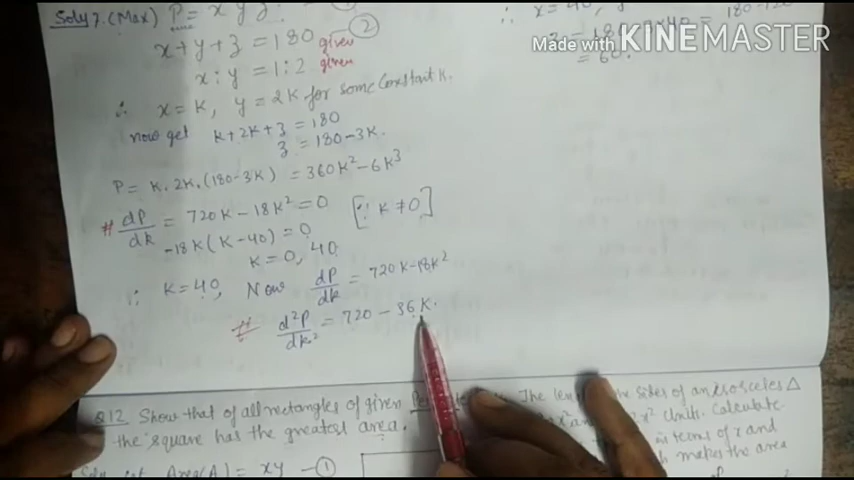 Soln 7. (Max) P = x y z. — ②
x+y+z = 180 given
x : y = 1:2 given
∴ x = K, y = 2K for some Constant K.
now get K+2K+z = 180
z = 180-3K.
P = K. 2K. (180-3K) = 360K²-6K³
# dP/dk = 720K-18K² = 0 [∵ K ≠ 0]
-18K(K-40) = 0
K = 0, 40
∴ K = 40, Now dP/dk = 720K-18K²
# d²P/dk² = 720 - 36K.
∴ x = 40,
= 60.
Made with KINEMASTER
Q12 Show that of all rectangles of given
the square has the greatest area.
Soln let Area(A) = xy —①
The
the sides of an isosceles Δ
x² Units. Calculate
in terms of x and
makes the area